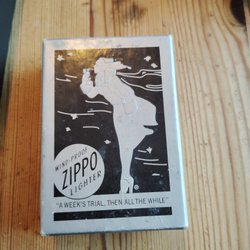 WIND-PROOF
ZIPPO
LIGHTER
®
"A WEEK'S TRIAL, THEN ALL THE WHILE"